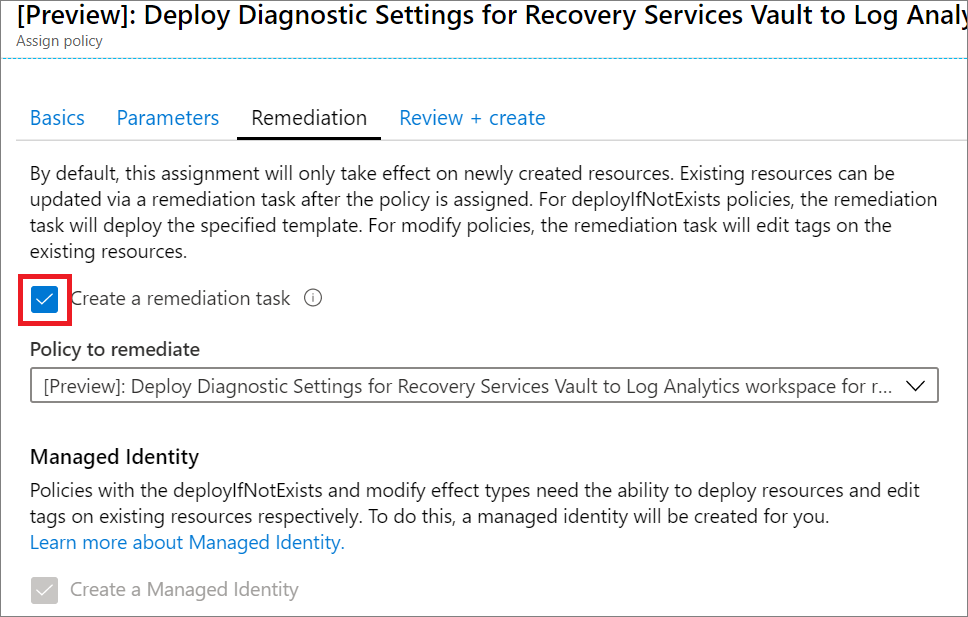 [Preview]: Deploy Diagnostic Settings for Recovery Services Vault to Log Analy
Assign policy
Basics Parameters Remediation Review + create
By default, this assignment will only take effect on newly created resources. Existing resources can be
updated via a remediation task after the policy is assigned. For deployIfNotExists policies, the remediation
task will deploy the specified template. For modify policies, the remediation task will edit tags on the
existing resources.
Create a remediation task
Policy to remediate
[Preview]: Deploy Diagnostic Settings for Recovery Services Vault to Log Analytics workspace for r...
Managed Identity
Policies with the deployIfNotExists and modify effect types need the ability to deploy resources and edit
tags on existing resources respectively. To do this, a managed identity will be created for you.
Learn more about Managed Identity.
Create a Managed Identity